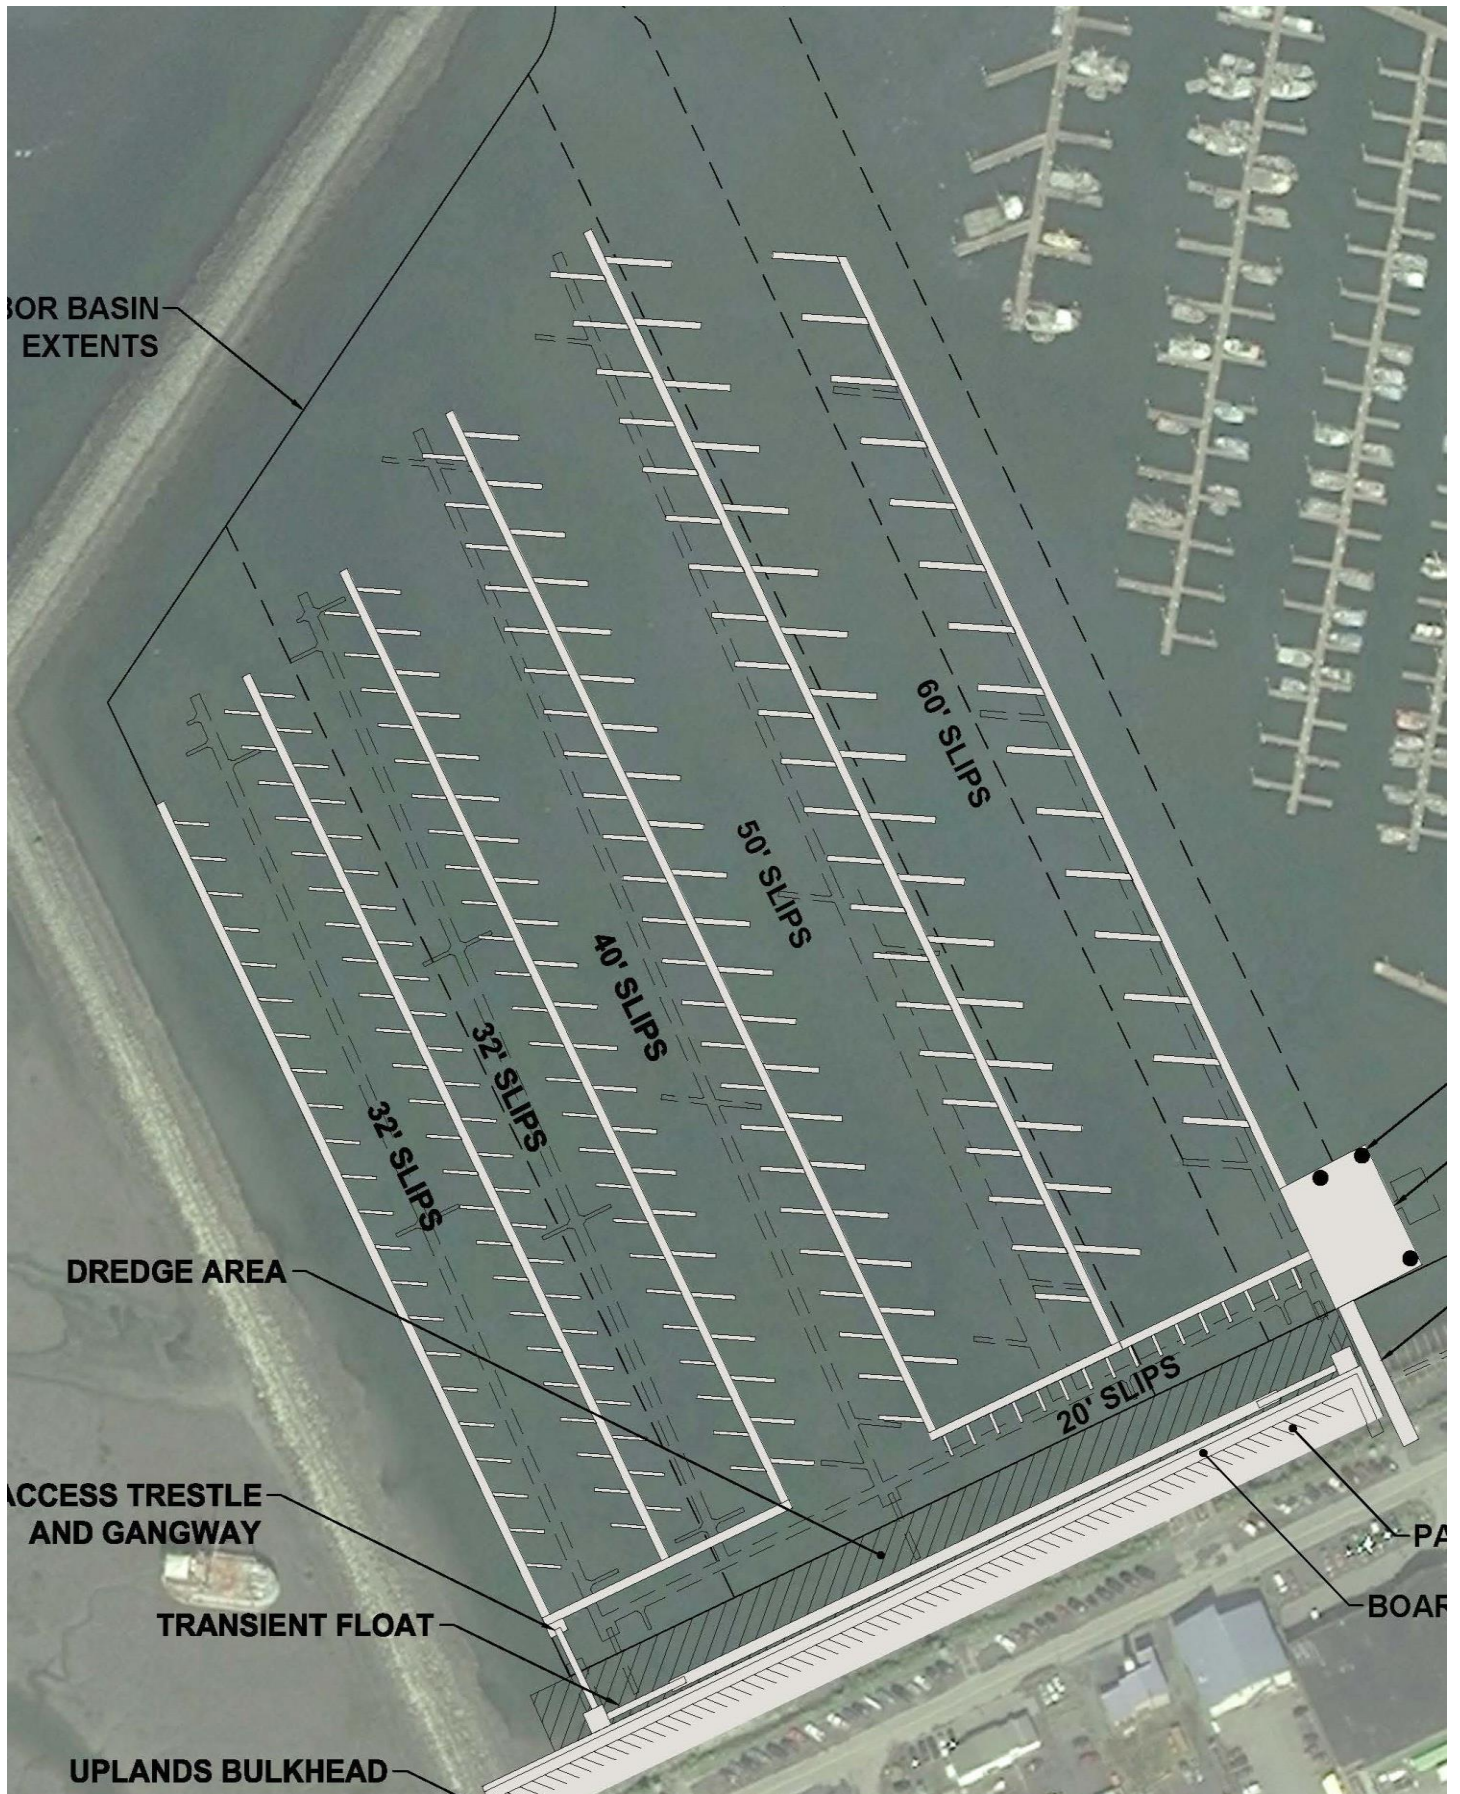 BOR BASIN
EXTENTS
60' SLIPS
50' SLIPS
40' SLIPS
32' SLIPS
32' SLIPS
DREDGE AREA
20' SLIPS
ACCESS TRESTLE
AND GANGWAY
PA
BOAR
TRANSIENT FLOAT
UPLANDS BULKHEAD